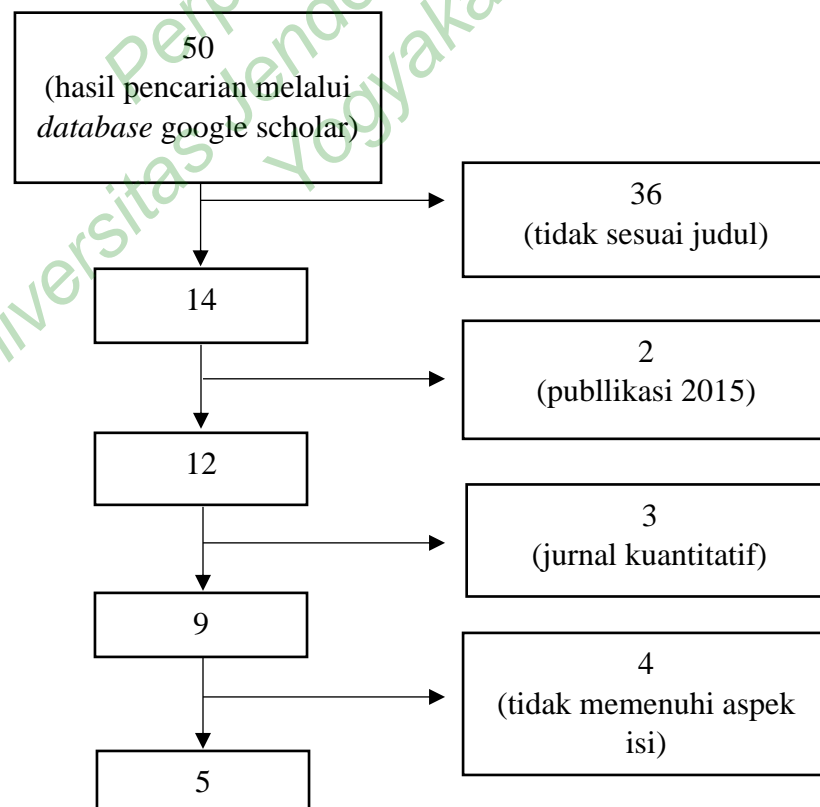 50
(hasil pencarian melalui
database google scholar)
36
(tidak sesuai judul)
14
2
(publlikasi 2015)
12
3
(jurnal kuantitatif)
9
4
(tidak memenuhi aspek
isi)
5
Yogyaka